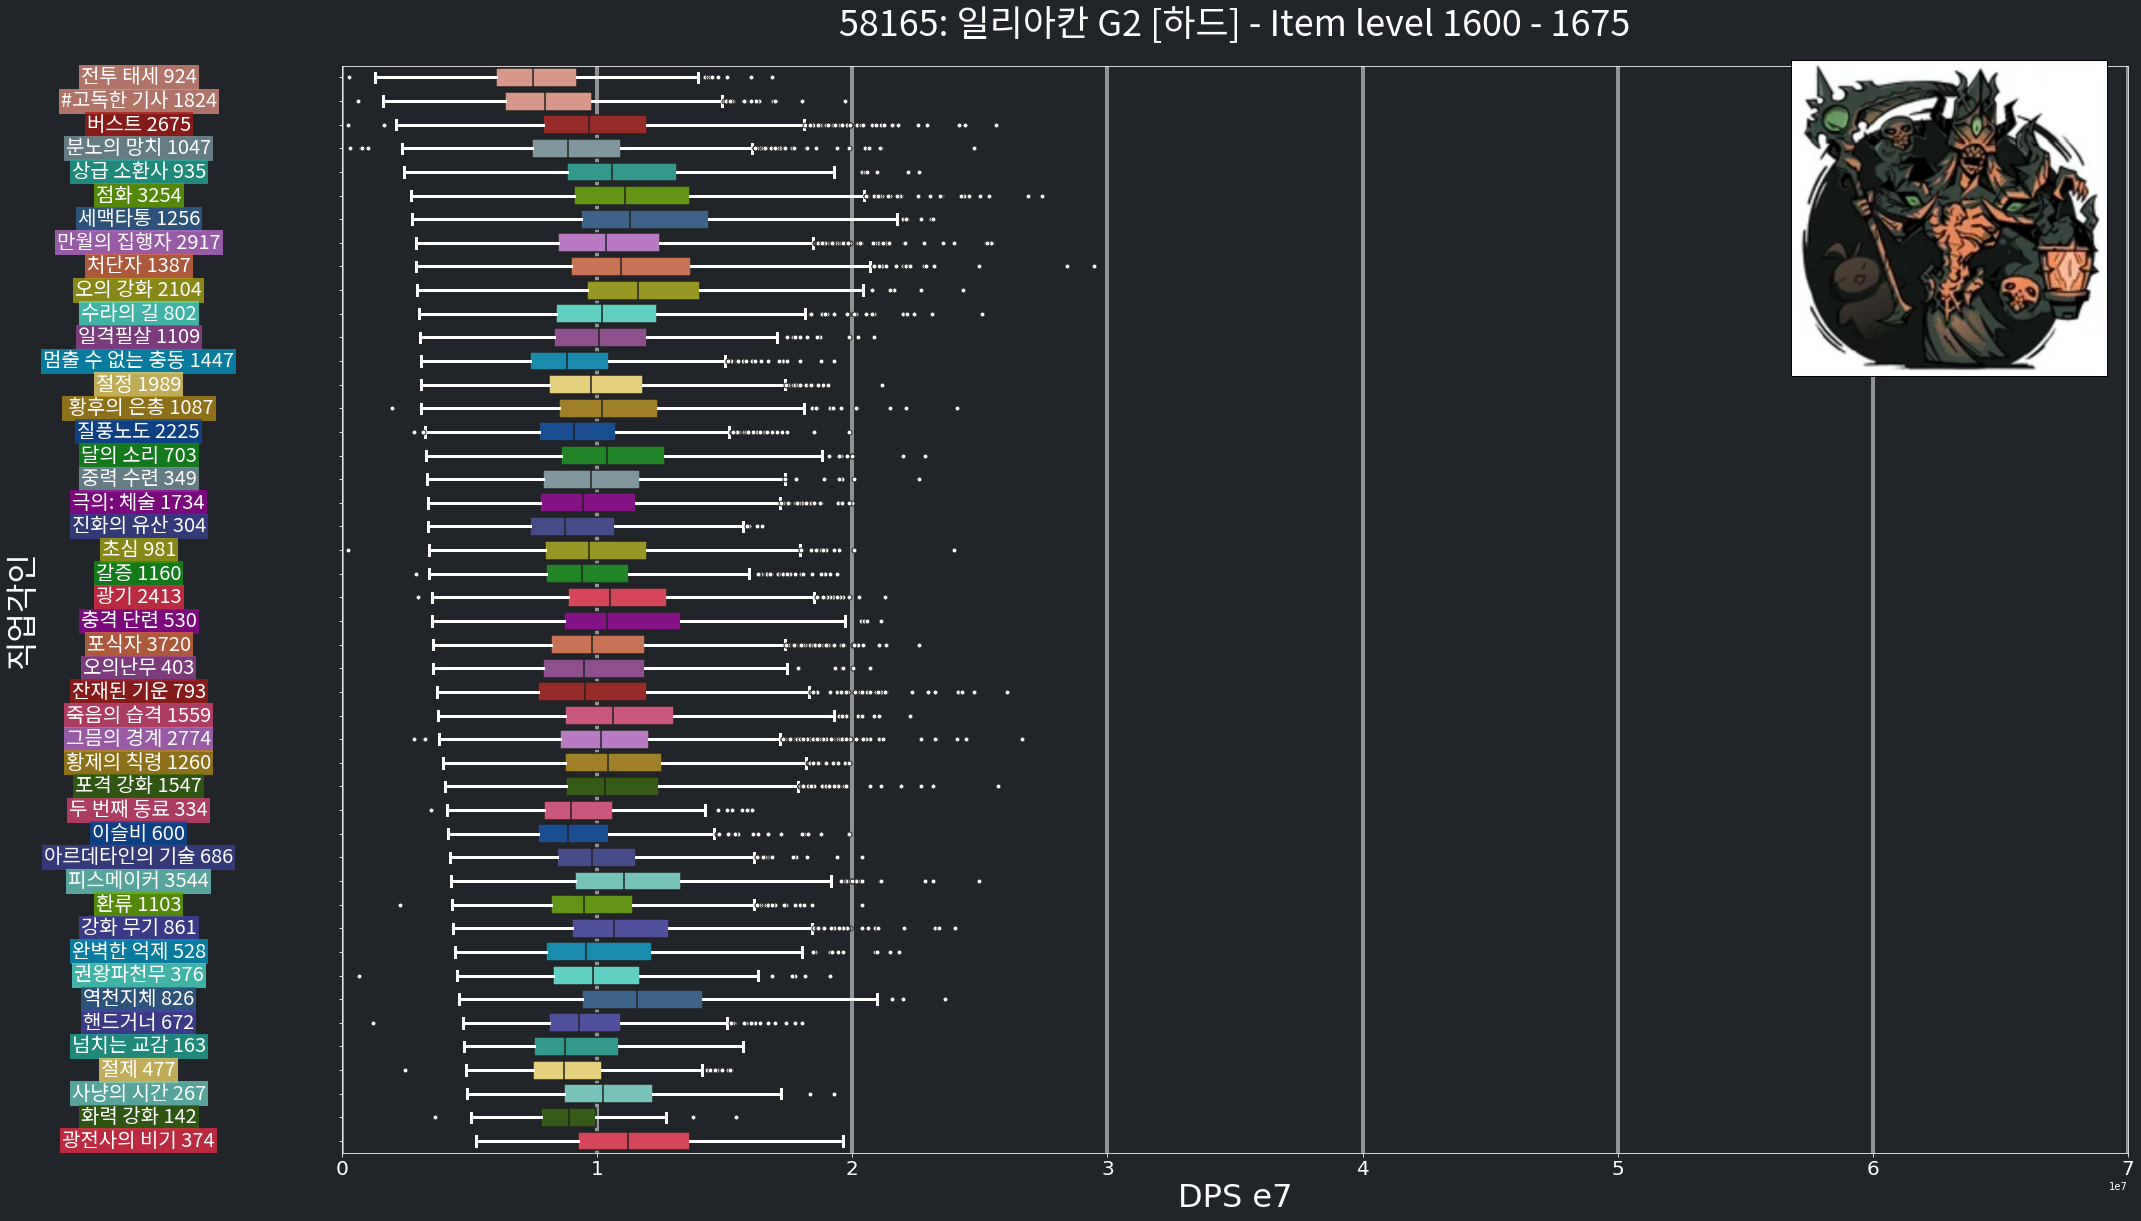 58165: 일리아칸 G2 [하드] - Item level 1600 - 1675
직업각인
전투 태세 924
#고독한 기사 1824
버스트 2675
분노의 망치 1047
상급 소환사 935
점화 3254
세맥타통 1256
만월의 집행자 2917
처단자 1387
오의 강화 2104
수라의 길 802
일격필살 1109
멈출 수 없는 충동 1447
절정 1989
황후의 은총 1087
질풍노도 2225
달의 소리 703
중력 수련 349
극의: 체술 1734
진화의 유산 304
초심 981
갈증 1160
광기 2413
충격 단련 530
포식자 3720
오의난무 403
잔재된 기운 793
죽음의 습격 1559
그믐의 경계 2774
황제의 칙령 1260
포격 강화 1547
두 번째 동료 334
이슬비 600
아르데타인의 기술 686
피스메이커 3544
환류 1103
강화 무기 861
완벽한 억제 528
권왕파천무 376
역천지체 826
핸드거너 672
넘치는 교감 163
절제 477
사냥의 시간 267
화력 강화 142
광전사의 비기 374
0 1 2 3 4 5 6 7
1e7
DPS e7